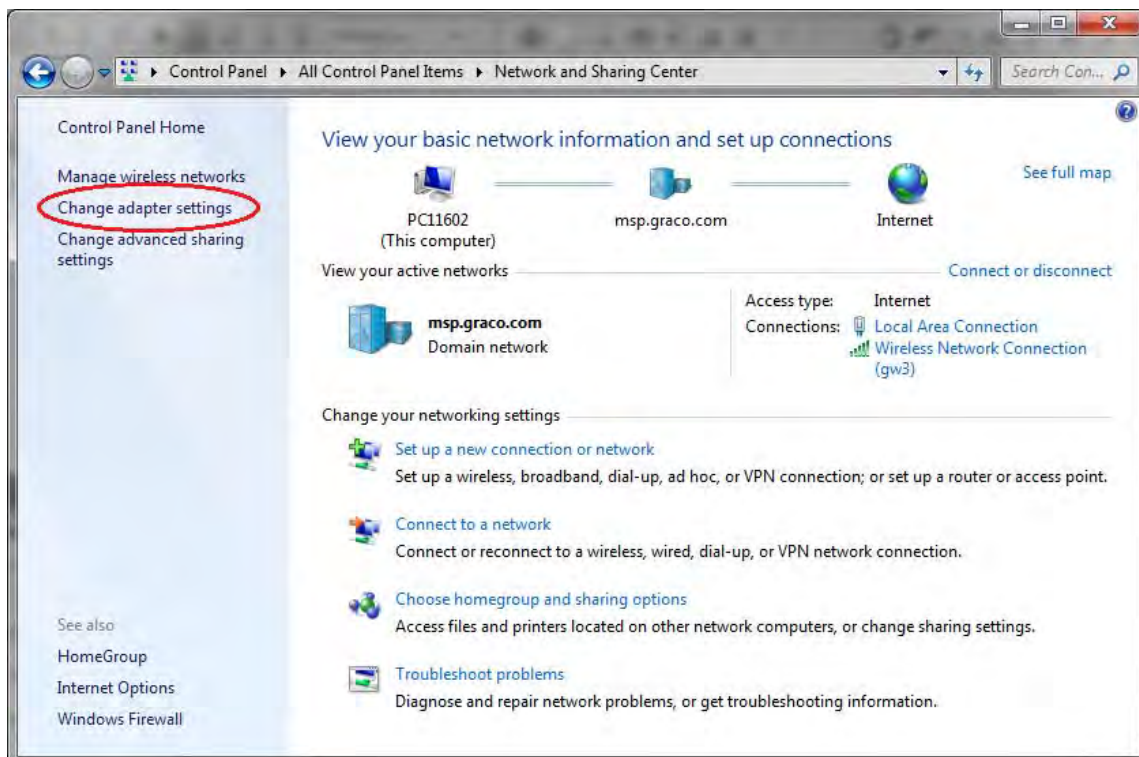 Control Panel ▸ All Control Panel Items ▸ Network and Sharing Center
Search Con...
Control Panel Home
Manage wireless networks
Change adapter settings
Change advanced sharing
settings
See also
HomeGroup
Internet Options
Windows Firewall
View your basic network information and set up connections
See full map
PC11602
(This computer)
msp.graco.com
Internet
View your active networks
Connect or disconnect
msp.graco.com
Domain network
Access type: Internet
Connections: Local Area Connection
Wireless Network Connection
(gw3)
Change your networking settings
Set up a new connection or network
Set up a wireless, broadband, dial-up, ad hoc, or VPN connection; or set up a router or access point.
Connect to a network
Connect or reconnect to a wireless, wired, dial-up, or VPN network connection.
Choose homegroup and sharing options
Access files and printers located on other network computers, or change sharing settings.
Troubleshoot problems
Diagnose and repair network problems, or get troubleshooting information.